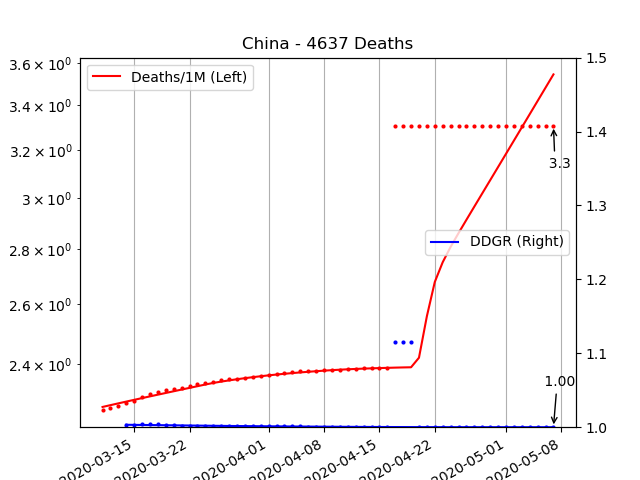 China - 4637 Deaths
3.6 × 10⁰
3.4 × 10⁰
3.2 × 10⁰
3 × 10⁰
2.8 × 10⁰
2.6 × 10⁰
2.4 × 10⁰
Deaths/1M (Left)
DDGR (Right)
3.3
1.00
1.5
1.4
1.3
1.2
1.1
1.0
2020-03-15
2020-03-22
2020-04-01
2020-04-08
2020-04-15
2020-04-22
2020-05-01
2020-05-08